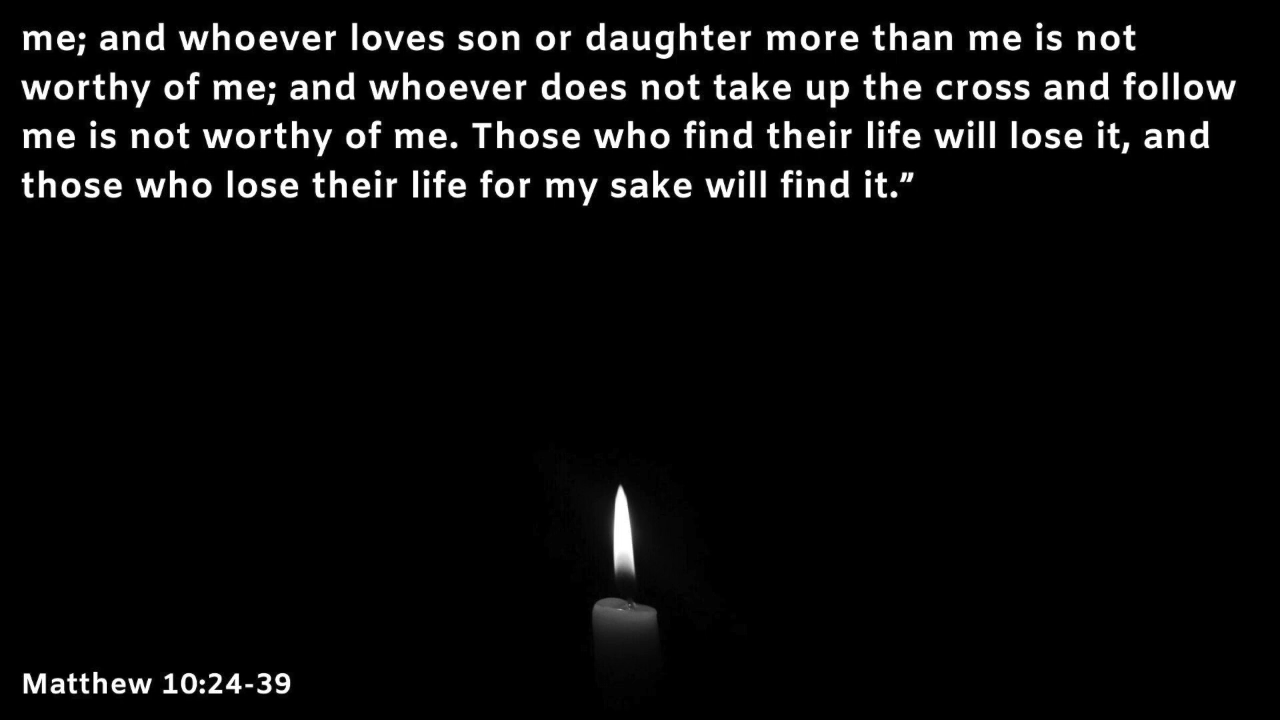 me; and whoever loves son or daughter more than me is not
worthy of me; and whoever does not take up the cross and follow
me is not worthy of me. Those who find their life will lose it, and
those who lose their life for my sake will find it.”
Matthew 10:24-39